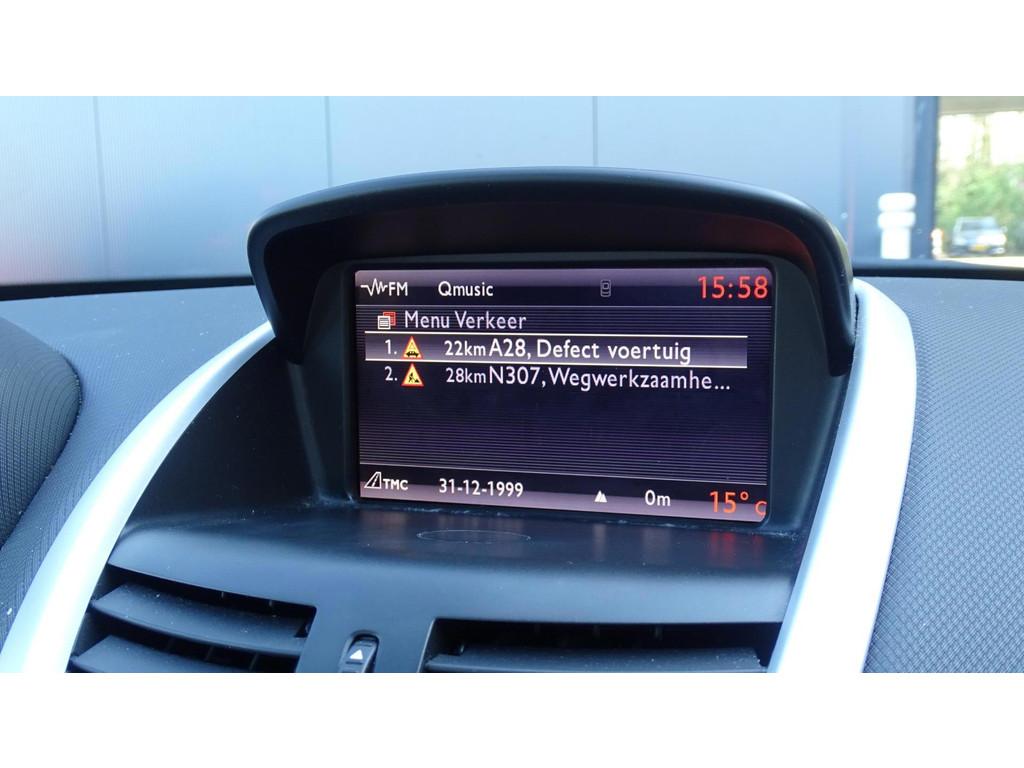 FM Qmusic 15:58
Menu Verkeer
1. 22km A28, Defect voertuig
2. 28km N307, Wegwerkzaamhe...
TMC 31-12-1999 0m 15° C